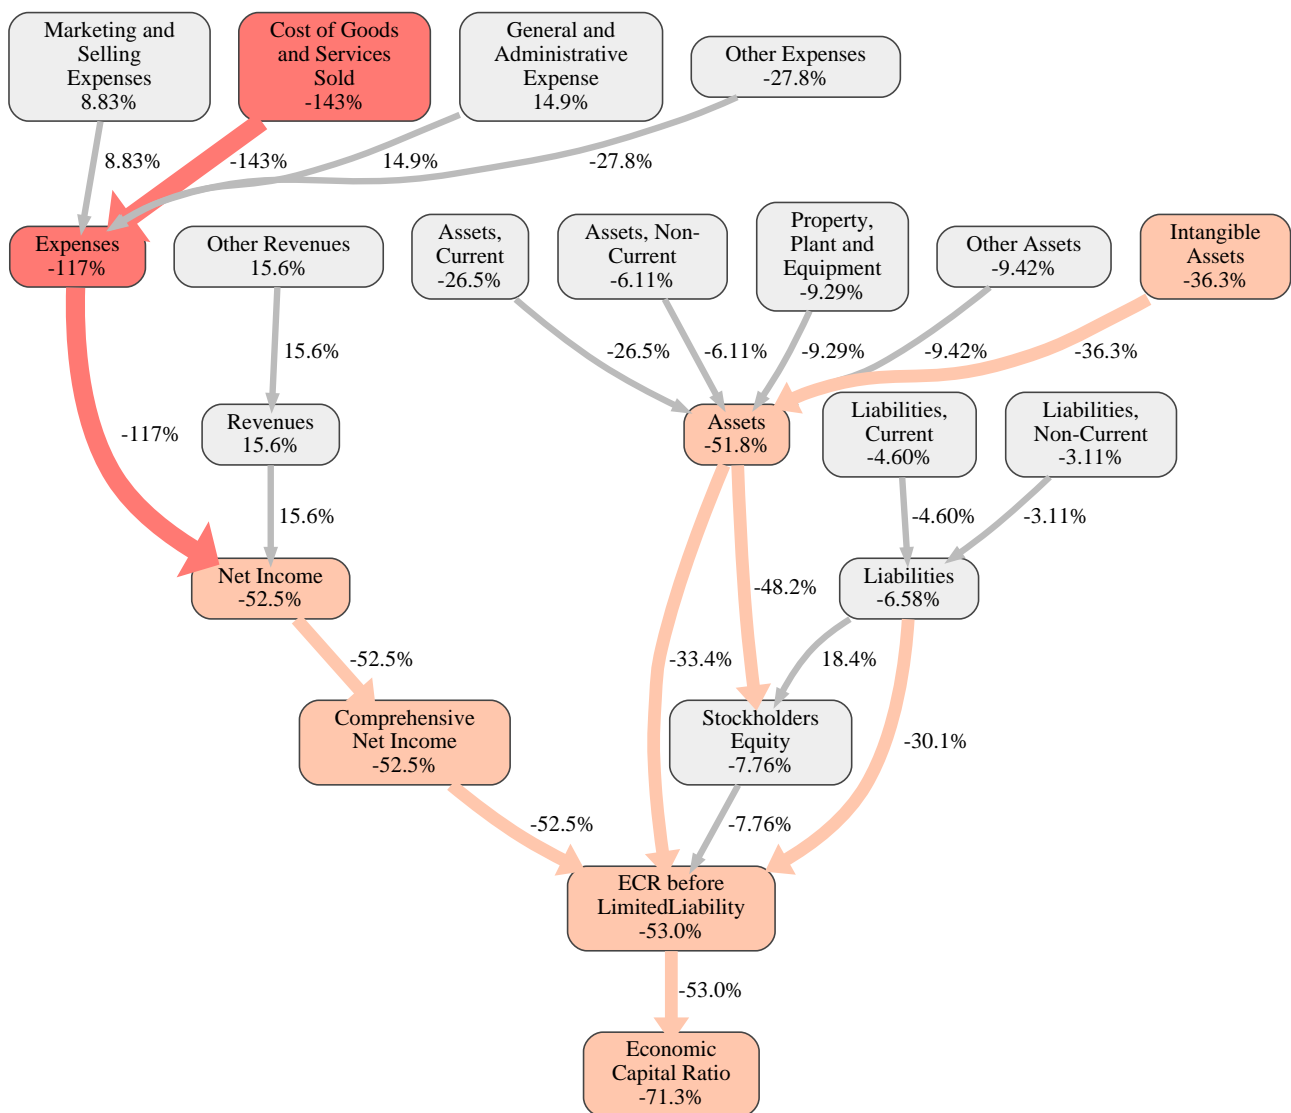 Marketing and
Selling
Expenses
8.83%
Cost of Goods
and Services
Sold
-143%
General and
Administrative
Expense
14.9%
Other Expenses
-27.8%
8.83%
-143%
14.9%
-27.8%
Expenses
-117%
Other Revenues
15.6%
Assets,
Current
-26.5%
Assets, Non-
Current
-6.11%
Property,
Plant and
Equipment
-9.29%
Other Assets
-9.42%
Intangible
Assets
-36.3%
15.6%
-26.5%
-6.11%
-9.29%
-9.42%
-36.3%
-117%
Revenues
15.6%
Assets
-51.8%
Liabilities,
Current
-4.60%
Liabilities,
Non-Current
-3.11%
15.6%
-4.60%
-3.11%
Net Income
-52.5%
-48.2%
Liabilities
-6.58%
-52.5%
-33.4%
18.4%
Comprehensive
Net Income
-52.5%
Stockholders
Equity
-7.76%
-30.1%
-52.5%
-7.76%
ECR before
LimitedLiability
-53.0%
-53.0%
Economic
Capital Ratio
-71.3%